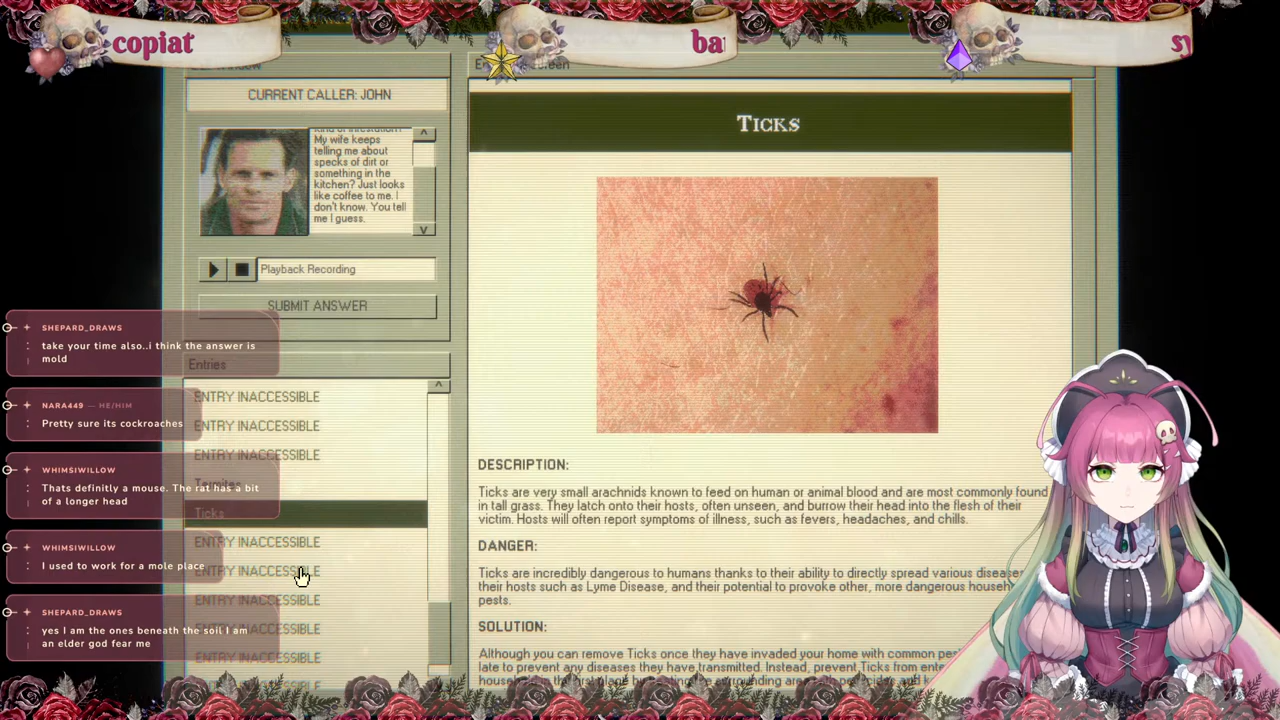 copiat
ba
sy
CURRENT CALLER: JOHN
My wife keeps
telling me about
specks of dirt or
something in the
kitchen? Just looks
like coffee to me. I
don't know. You tell
me I guess.
Playback Recording
SUBMIT ANSWER
Entries
ENTRY INACCESSIBLE
ENTRY INACCESSIBLE
ENTRY INACCESSIBLE
Termites
Ticks
ENTRY INACCESSIBLE
ENTRY INACCESSIBLE
ENTRY INACCESSIBLE
ENTRY INACCESSIBLE
ENTRY INACCESSIBLE
TICKS
DESCRIPTION:
Ticks are very small arachnids known to feed on human or animal blood and are most commonly found
in tall grass. They latch onto their hosts, often unseen, and burrow their head into the flesh of their
victim. Hosts will often report symptoms of illness, such as fevers, headaches, and chills.
DANGER:
Ticks are incredibly dangerous to humans thanks to their ability to directly spread various diseases
their hosts such as Lyme Disease, and their potential to provoke other, more dangerous househ
pests.
SOLUTION:
Although you can remove Ticks once they have invaded your home with common pes
late to prevent any diseases they have transmitted. Instead, prevent Ticks from ente
SHEPARD_DRAWS
take your time also..i think the answer is
mold
NARA449 — HE/HIM
Pretty sure its cockroaches
WHIMSIWILLOW
Thats definitly a mouse. The rat has a bit
of a longer head
WHIMSIWILLOW
I used to work for a mole place
SHEPARD_DRAWS
yes I am the ones beneath the soil I am
an elder god fear me